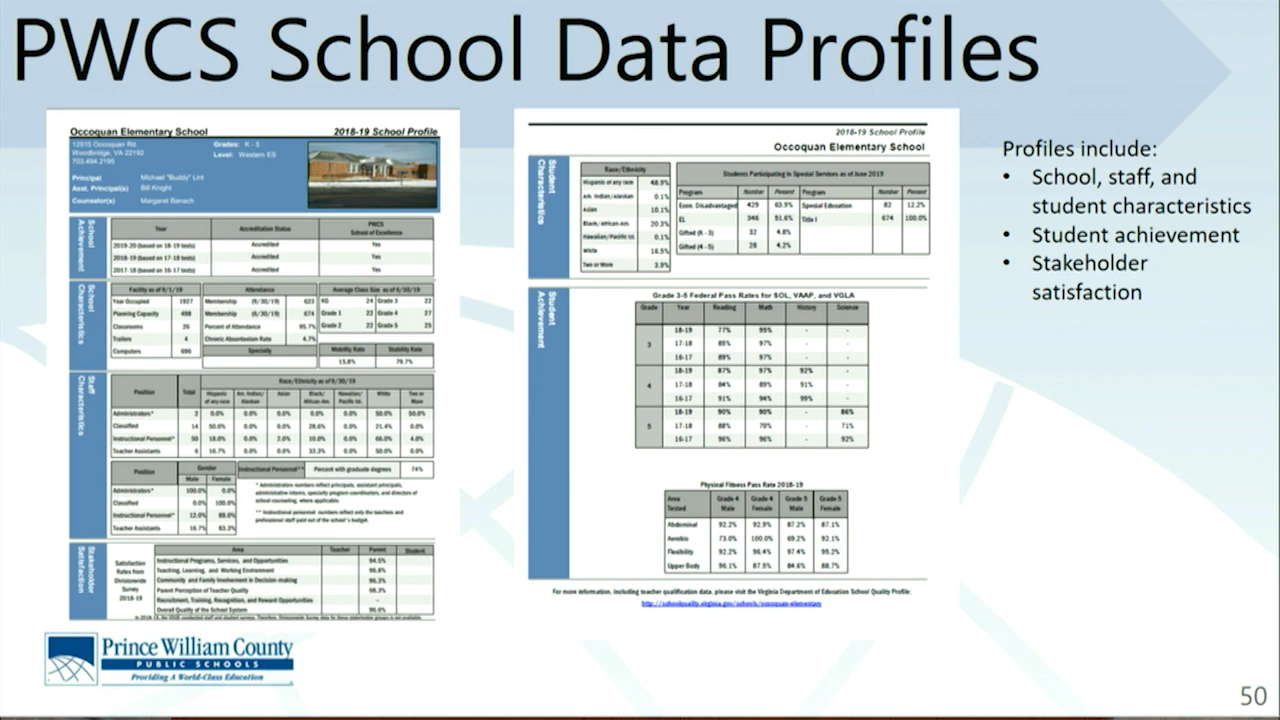 PWCS School Data Profiles
Occoquan Elementary School 2018-19 School Profile
12915 Occoquan Rd.
Woodbridge, VA 22192
703.494.2195
Grades: K - 5
Level: Western ES
Principal Michael "Buddy" Lint
Asst. Principal(s) Bill Knight
Counselor(s) Margaret Banach
School Achievement
Year Accreditation Status PWCS School of Excellence
2019-20 (based on 18-19 tests) Accredited Yes
2018-19 (based on 17-18 tests) Accredited Yes
2017-18 (based on 16-17 tests) Accredited Yes
School Characteristics
Facility as of 9/1/19 Attendance Average Class Size as of 6/30/19
Year Occupied 1927 Membership (9/30/19) 623 KG 24 Grade 3 22
Planning Capacity 498 Membership (6/30/19) 674 Grade 1 22 Grade 4 27
Classrooms 26 Percent of Attendance 95.7% Grade 2 22 Grade 5 25
Trailers 4 Chronic Absenteeism Rate 4.7%
Computers 696 Specialty Mobility Rate Stability Rate
15.8% 79.7%
Staff Characteristics
Position Total Race/Ethnicity as of 9/30/19
Hispanic of any race Am. Indian/ Alaskan Asian Black/ African-Am. Hawaiian/ Pacific Isl. White Two or More
Administrators* 2 0.0% 0.0% 0.0% 0.0% 0.0% 50.0% 50.0%
Classified 14 50.0% 0.0% 0.0% 28.6% 0.0% 21.4% 0.0%
Instructional Personnel* 50 18.0% 0.0% 2.0% 10.0% 0.0% 66.0% 4.0%
Teacher Assistants 6 16.7% 0.0% 0.0% 33.3% 0.0% 50.0% 0.0%
Position Gender Instructional Personnel** Percent with graduate degrees 74%
Male Female
Administrators* 100.0% 0.0%
Classified 0.0% 100.0%
Instructional Personnel* 12.0% 88.0%
Teacher Assistants 16.7% 83.3%
* Administrators numbers reflect principals, assistant principals,
administrative interns, specialty program coordinators, and directors of
school counseling, where applicable.
** Instructional personnel numbers reflect only the teachers and
professional staff paid out of the school's budget.
Stakeholder Satisfaction
Satisfaction Rates from Divisionwide Survey 2018-19
Area Teacher Parent Student
Instructional Programs, Services, and Opportunities 94.5%
Teaching, Learning, and Working Environment 96.8%
Community and Family Involvement in Decision-making 96.3%
Parent Perception of Teacher Quality 98.3%
Recruitment, Training, Recognition, and Reward Opportunities -
Overall Quality of the School System 96.6%
In 2018-19, the VDOE conducted staff and student surveys. Therefore, Divisionwide Survey data for these stakeholder groups is not available.
2018-19 School Profile
Occoquan Elementary School
Student Characteristics
Race/Ethnicity
Hispanic of any race 48.9%
Am. Indian/Alaskan 0.1%
Asian 10.1%
Black/ African-Am. 20.3%
Hawaiian/Pacific Isl. 0.1%
White 16.5%
Two or More 3.9%
Students Participating in Special Services as of June 2019
Program Number Percent Program Number Percent
Econ. Disadvantaged 429 63.9% Special Education 82 12.2%
EL 346 51.6% Title I 674 100.0%
Gifted (K - 3) 32 4.8%
Gifted (4 - 5) 28 4.2%
Student Achievement
Grade 3-5 Federal Pass Rates for SOL, VAAP, and VGLA
Grade Year Reading Math History Science
3 18-19 77% 95% - -
17-18 85% 97% - -
16-17 89% 97% - -
4 18-19 87% 97% 92% -
17-18 84% 89% 91% -
16-17 91% 94% 99% -
5 18-19 90% 90% - 86%
17-18 88% 70% - 71%
16-17 96% 96% - 92%
Physical Fitness Pass Rate 2018-19
Area Tested Grade 4 Male Grade 4 Female Grade 5 Male Grade 5 Female
Abdominal 92.2% 92.9% 87.2% 87.1%
Aerobic 73.0% 100.0% 69.2% 92.1%
Flexibility 92.2% 96.4% 97.4% 95.2%
Upper Body 96.1% 87.5% 84.6% 88.7%
For more information, including teacher qualification data, please visit the Virginia Department of Education School Quality Profile:
http://schoolquality.virginia.gov/schools/occoquan-elementary
Profiles include:
• School, staff, and
student characteristics
• Student achievement
• Stakeholder
satisfaction
Prince William County
PUBLIC SCHOOLS
Providing A World-Class Education
50